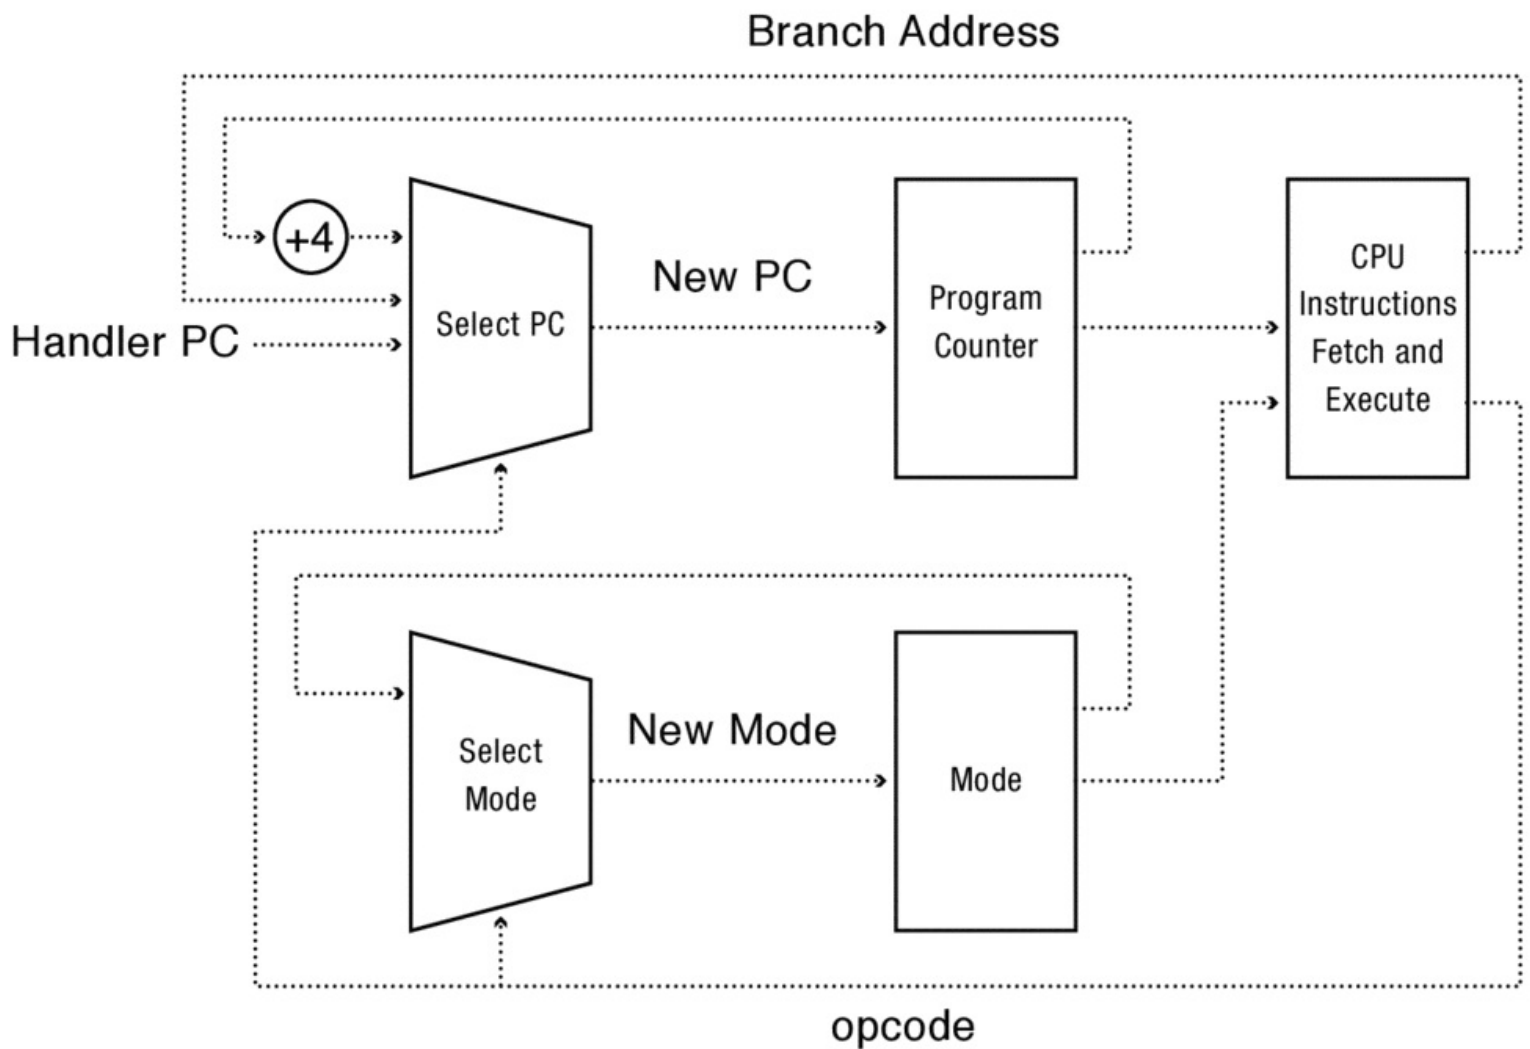 Branch Address
+4
Select PC
New PC
Program
Counter
CPU
Instructions
Fetch and
Execute
Handler PC
Select
Mode
New Mode
Mode
opcode